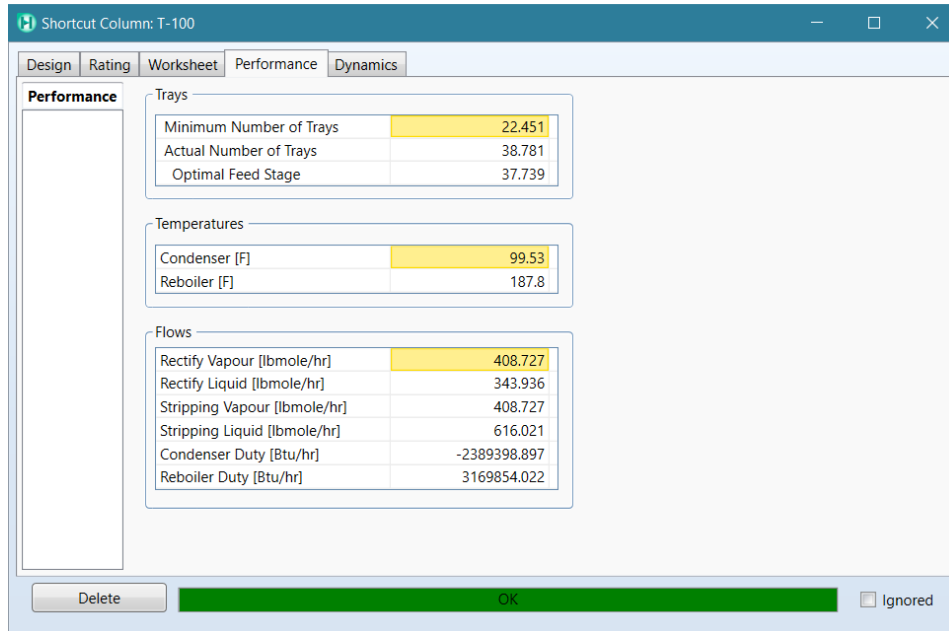 Shortcut Column: T-100
Design Rating Worksheet Performance Dynamics
Performance
Trays
Minimum Number of Trays 22.451
Actual Number of Trays 38.781
Optimal Feed Stage 37.739
Temperatures
Condenser [F] 99.53
Reboiler [F] 187.8
Flows
Rectify Vapour [lbmole/hr] 408.727
Rectify Liquid [lbmole/hr] 343.936
Stripping Vapour [lbmole/hr] 408.727
Stripping Liquid [lbmole/hr] 616.021
Condenser Duty [Btu/hr] -2389398.897
Reboiler Duty [Btu/hr] 3169854.022
Delete OK Ignored